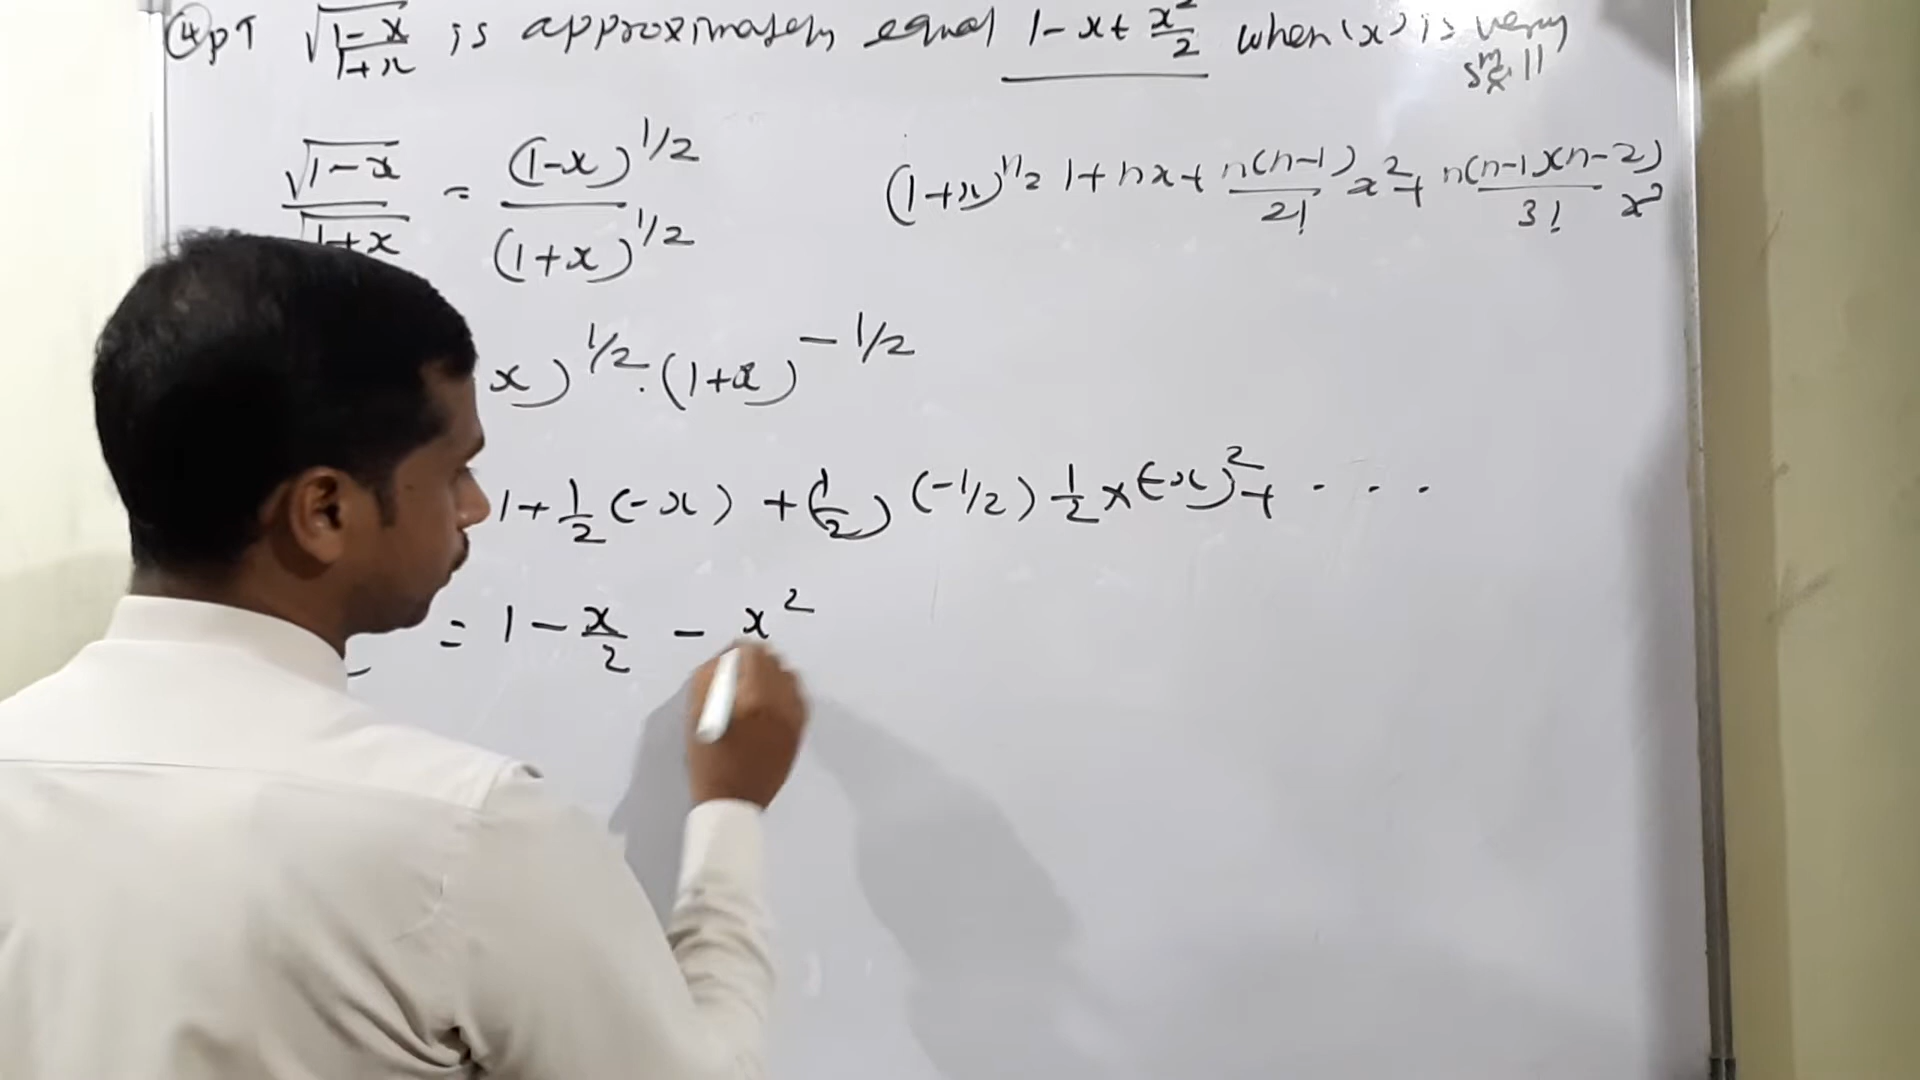 ④ PT √(1-x / 1+x) is approximately equal 1-x+x²/2 when (x) is very small
√1-x / √1+x = (1-x)^1/2 / (1+x)^1/2
(1+x)^n = 1+nx+ n(n-1)/2! x² + n(n-1)(n-2)/3! x³
x)^1/2 . (1+x)^-1/2
1+1/2(-x) + (1/2)(-1/2) 1/2 × (-x)² + . . .
= 1 - x/2 - x²